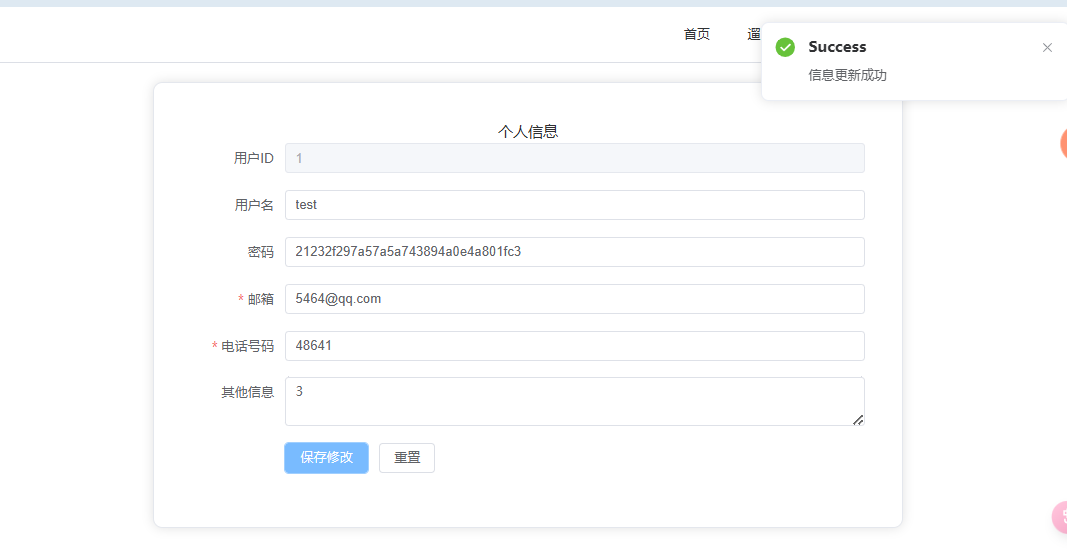 首页
遛
Success
信息更新成功
个人信息
用户ID 1
用户名 test
密码 21232f297a57a5a743894a0e4a801fc3
* 邮箱 5464@qq.com
* 电话号码 48641
其他信息 3
保存修改 重置